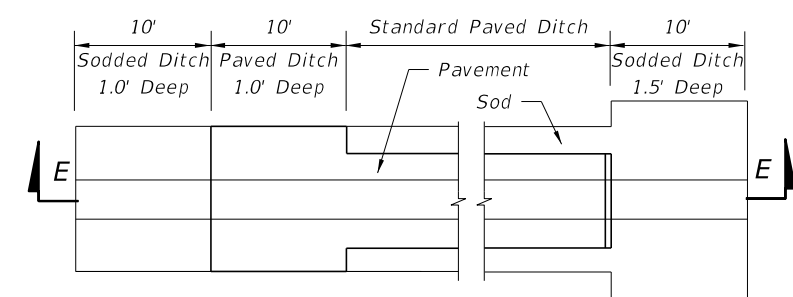 10'
10'
Standard Paved Ditch
10'
Sodded Ditch
1.0' Deep
Paved Ditch
1.0' Deep
Sodded Ditch
1.5' Deep
Pavement
Sod
E
E